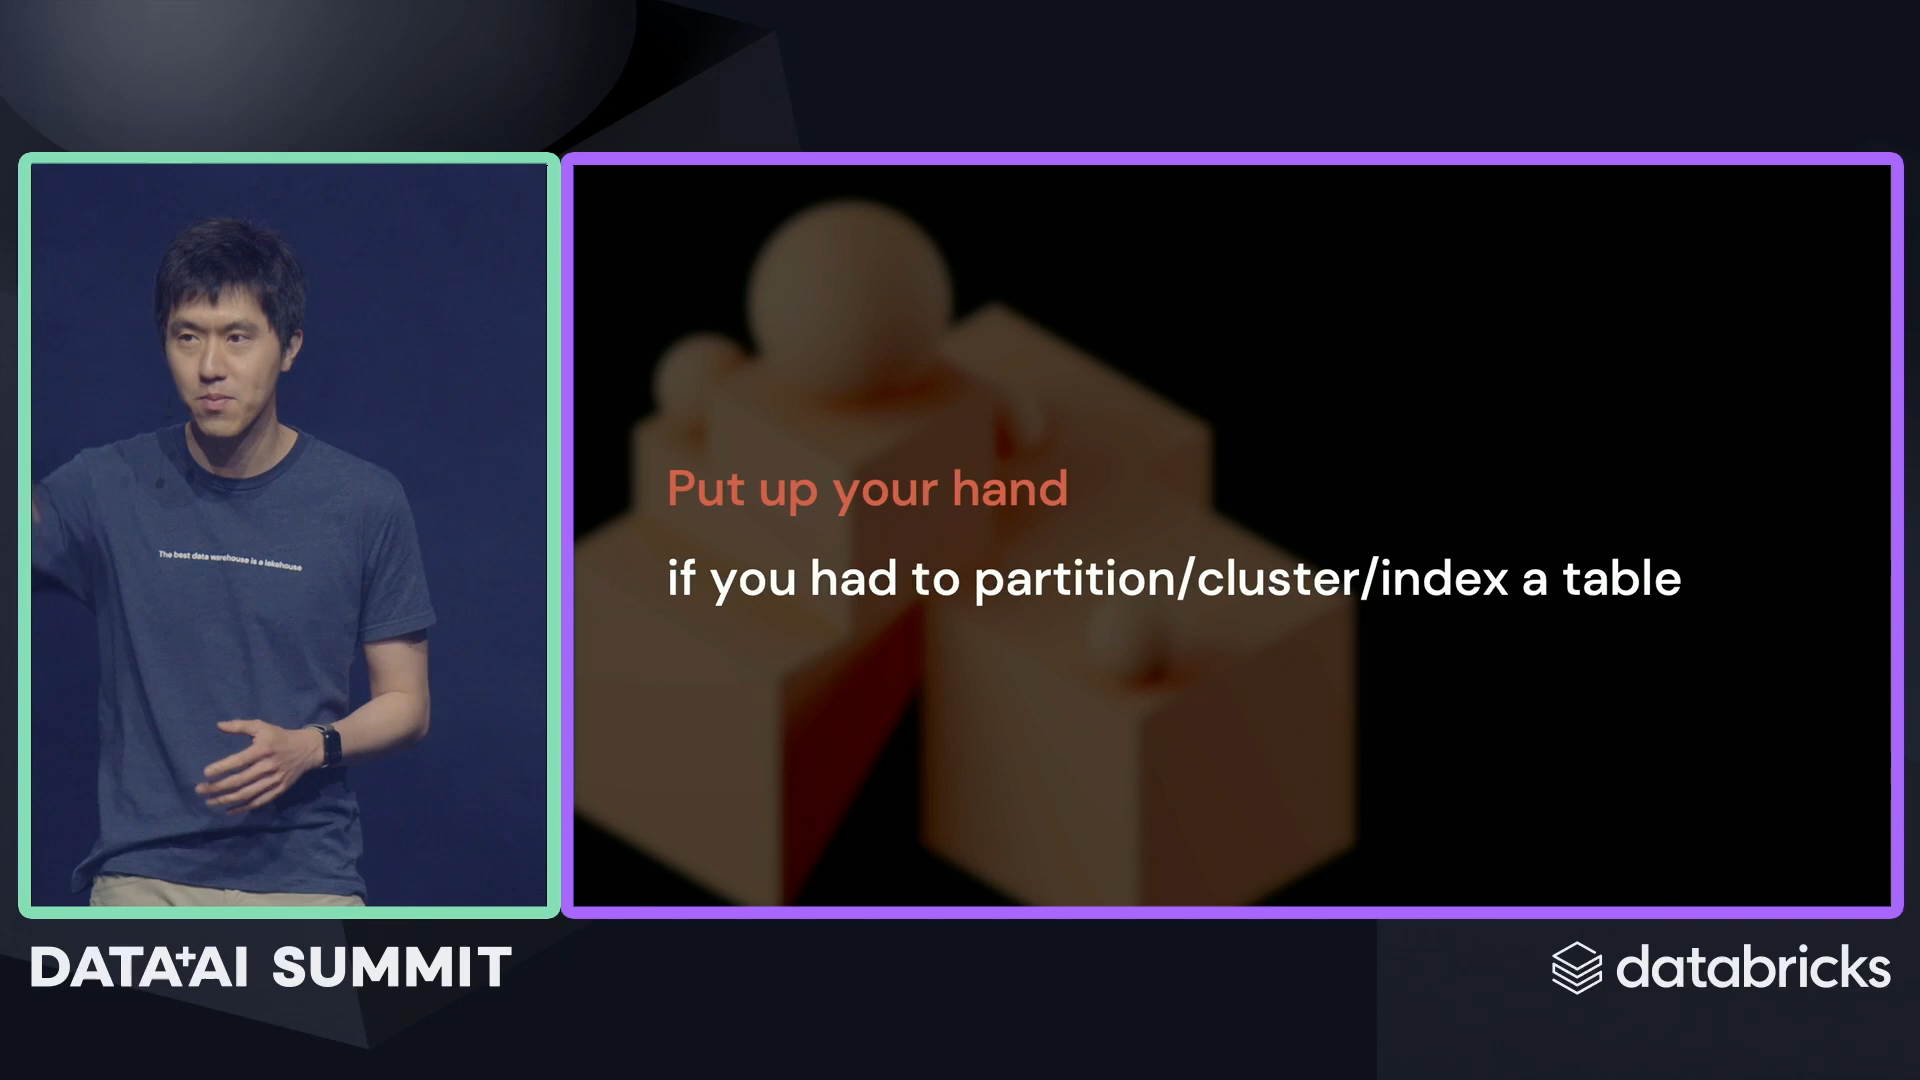 The best data warehouse is a lakehouse
Put up your hand
if you had to partition/cluster/index a table
DATA+AI SUMMIT
databricks